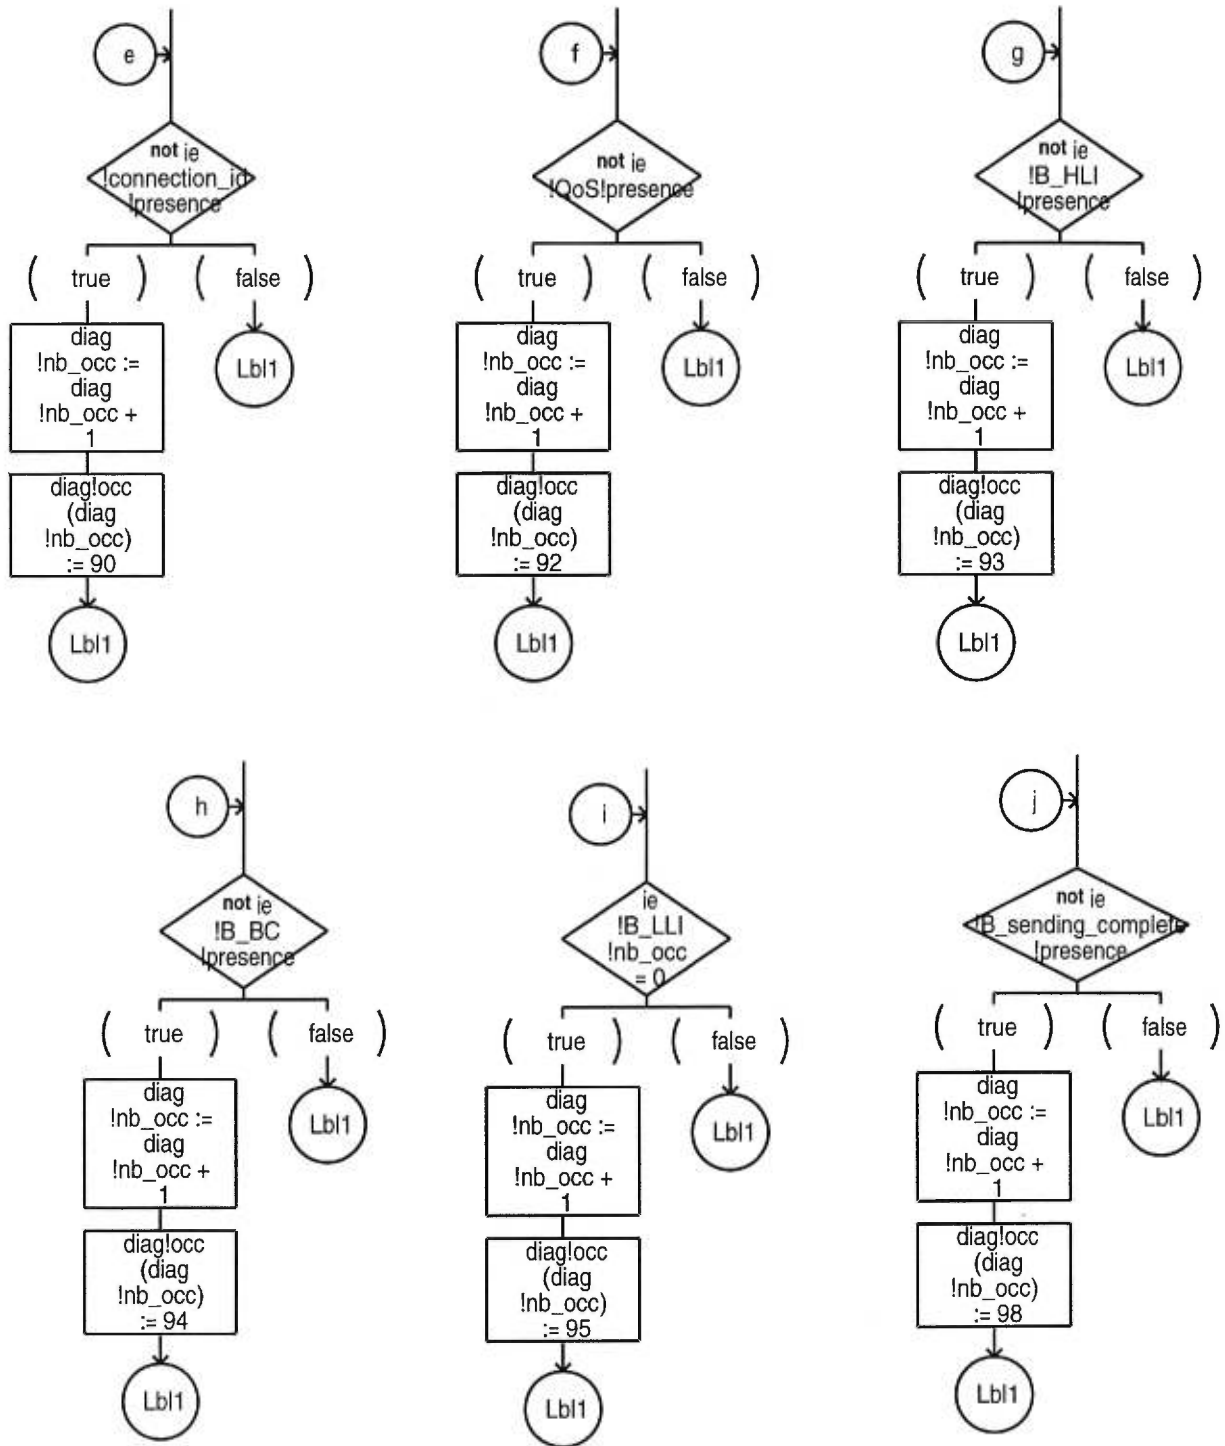 e
not ie
!connection_id
!presence
( true )
( false )
diag
!nb_occ :=
diag
!nb_occ +
1
Lbl1
diag!occ
(diag
!nb_occ)
:= 90
Lbl1
f
not ie
!QoS!presence
( true )
( false )
diag
!nb_occ :=
diag
!nb_occ +
1
Lbl1
diag!occ
(diag
!nb_occ)
:= 92
Lbl1
g
not ie
!B_HLI
!presence
( true )
( false )
diag
!nb_occ :=
diag
!nb_occ +
1
Lbl1
diag!occ
(diag
!nb_occ)
:= 93
Lbl1
h
not ie
!B_BC
!presence
( true )
( false )
diag
!nb_occ :=
diag
!nb_occ +
1
Lbl1
diag!occ
(diag
!nb_occ)
:= 94
Lbl1
i
ie
!B_LLI
!nb_occ
= 0
( true )
( false )
diag
!nb_occ :=
diag
!nb_occ +
1
Lbl1
diag!occ
(diag
!nb_occ)
:= 95
Lbl1
j
not ie
!B_sending_complete
!presence
( true )
( false )
diag
!nb_occ :=
diag
!nb_occ +
1
Lbl1
diag!occ
(diag
!nb_occ)
:= 98
Lbl1